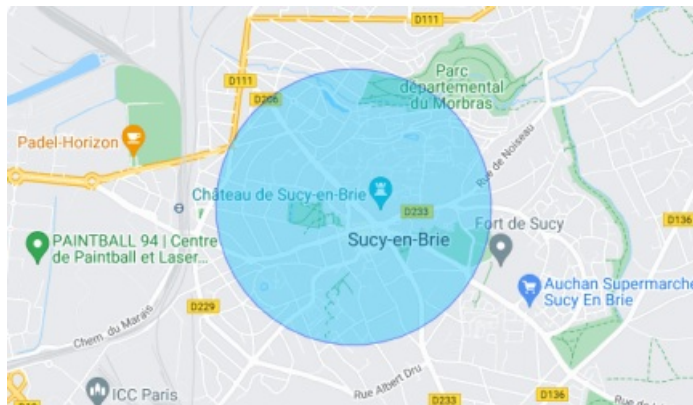 D111
D111
D206
Parc
départemental
du Morbras
Padel-Horizon
Rue de Noiseau
Château de Sucy-en-Brie
D233
Fort de Sucy
D136
PAINTBALL 94 | Centre
de Paintball et Laser...
Sucy-en-Brie
Auchan Supermarché
Sucy En Brie
D229
Chem. du Marais
Rue Albert Dru
ICC Paris
D233
D136
Rue de